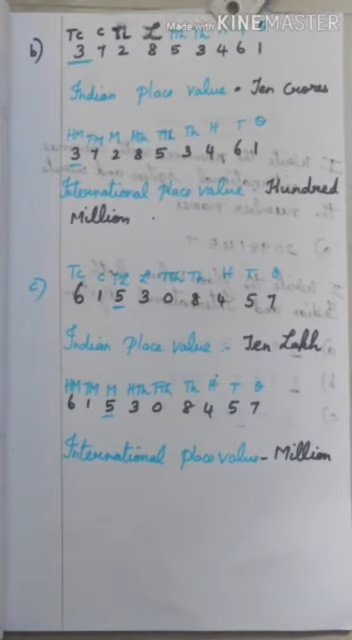 Made with KINEMASTER
TC C TL L TTh Th H T O
b) 3 7 2 8 5 3 4 6 1
Indian place value - Ten Crores
HM TM M HTh TTh Th H T O
3 7 2 8 5 3 4 6 1
International place value - Hundred
Million .
TC C TL L TTh Th H T O
c) 6 1 5 3 0 8 4 5 7
Indian Place value :- Ten Lakh
HM TM M HTh TTh Th H T O
6 1 5 3 0 8 4 5 7
International place value - Million